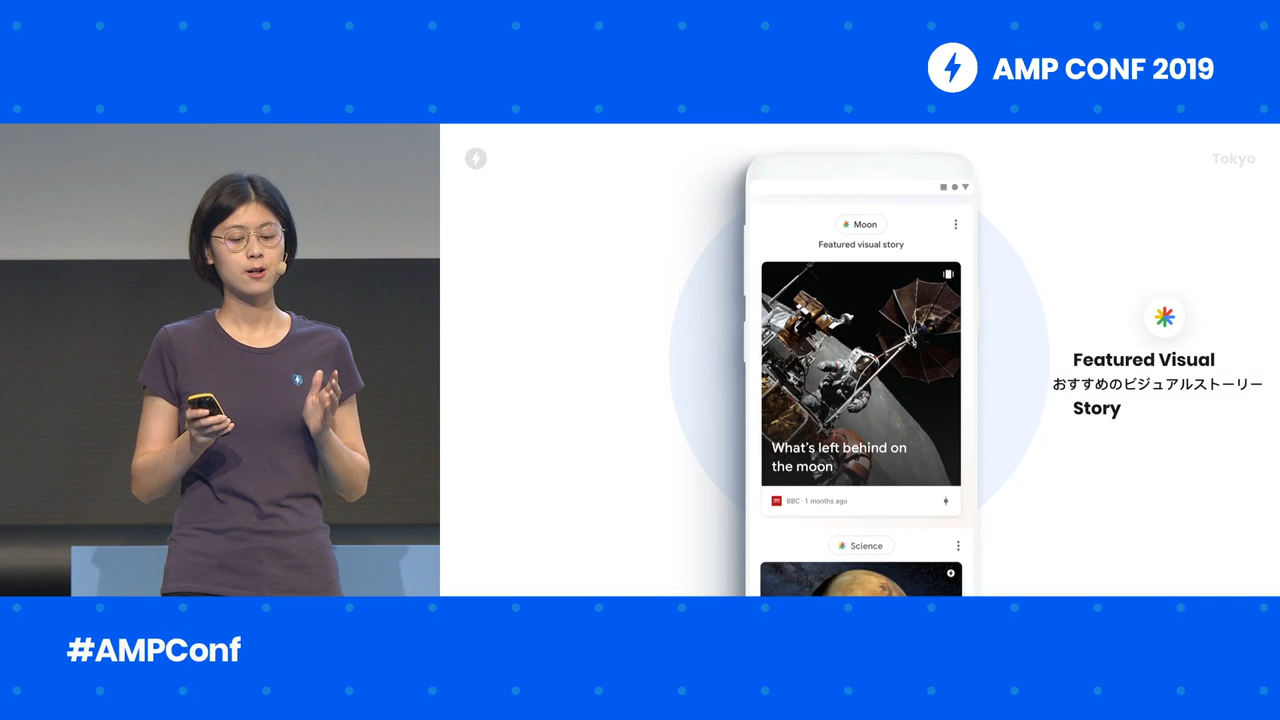 AMP CONF 2019
Tokyo
Moon
Featured visual story
What's left behind on
the moon
BBC · 1 months ago
Science
Featured Visual
おすすめのビジュアルストーリー
Story
#AMPConf